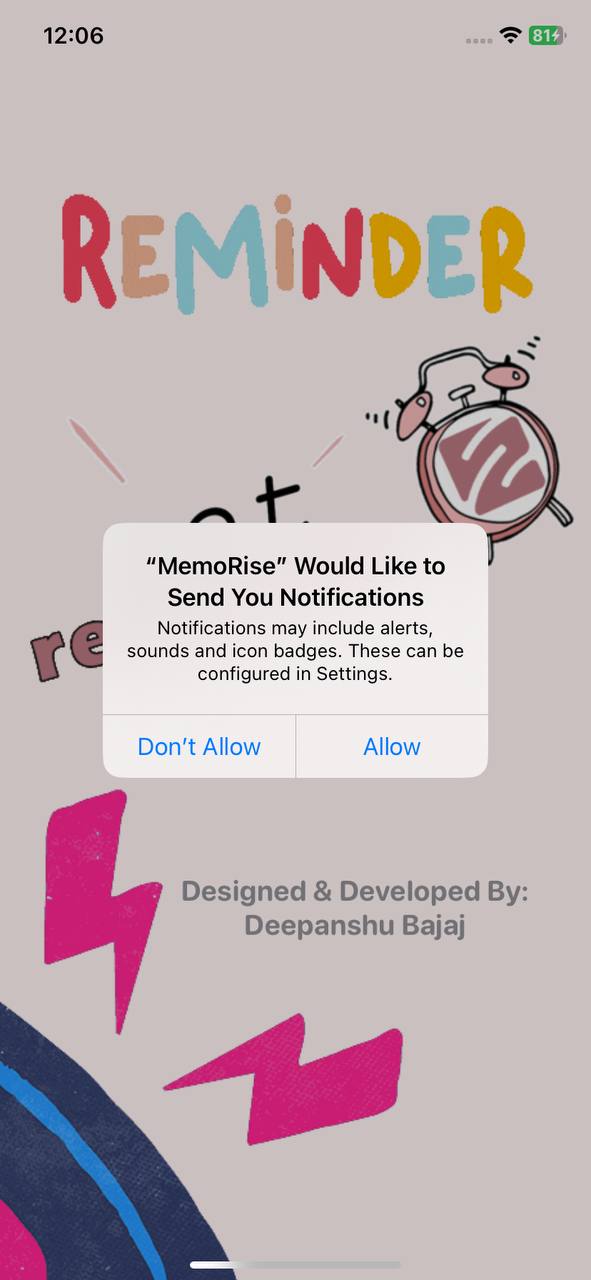 12:06
81
REMiNDER
“MemoRise” Would Like to
Send You Notifications
Notifications may include alerts,
sounds and icon badges. These can be
configured in Settings.
Don’t Allow
Allow
Designed & Developed By:
Deepanshu Bajaj